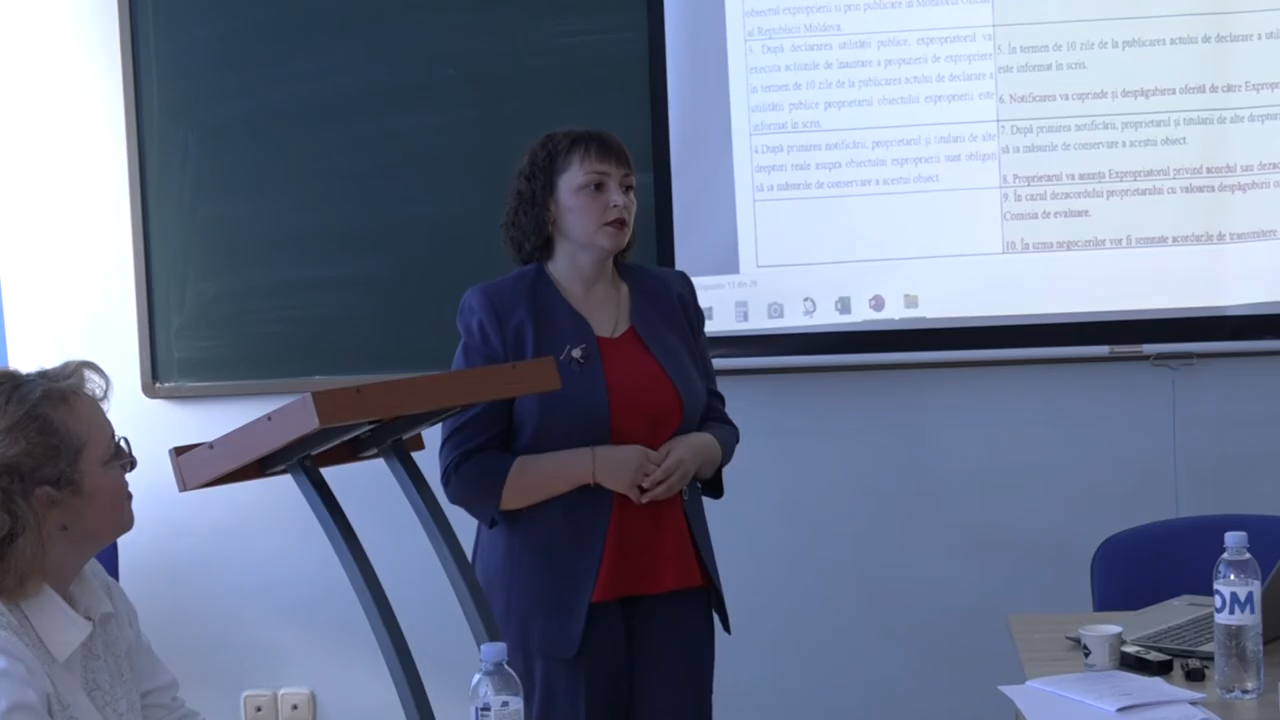 obiectul exproprierii si prin publicare in Monitorul Oficial
al Republicii Moldova.
3. După declararea utilității publice, expropriatorul va
executa acțiunile de înaintare a propunerii de expropriere
în termen de 10 zile de la publicarea actului de declarare a
utilității publice proprietarul obiectului exproprierii este
informat în scris.
4.După primirea notificării, proprietarul și titularii de alte
drepturi reale asupra obiectului exproprierii sunt obligați
să ia măsurile de conservare a acestui obiect.
5. În termen de 10 zile de la publicarea actului de declarare a
este informat în scris.
6. Notificarea va cuprinde și despăgubirea oferită de către
7. După primirea notificării, proprietarul și titularii de alte
să ia măsurile de conservare a acestui obiect.
8. Proprietarul va anunța Expropriatorul privind acordul sau
9. În cazul dezacordului proprietarului cu valoarea despăgubirii
Comisia de evaluare.
10. În urma negocierilor vor fi semnate acordurile de transmitere
13 din 29
OM